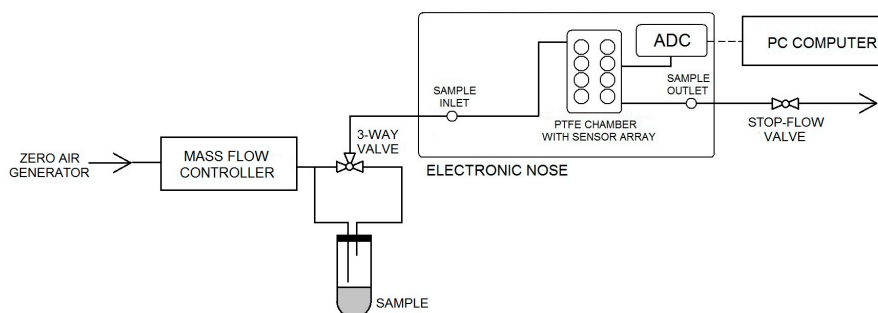 ADC
PC COMPUTER
SAMPLE
INLET
SAMPLE
OUTLET
PTFE CHAMBER
WITH SENSOR ARRAY
STOP-FLOW
VALVE
3-WAY
VALVE
ZERO AIR
GENERATOR
MASS FLOW
CONTROLLER
ELECTRONIC NOSE
SAMPLE